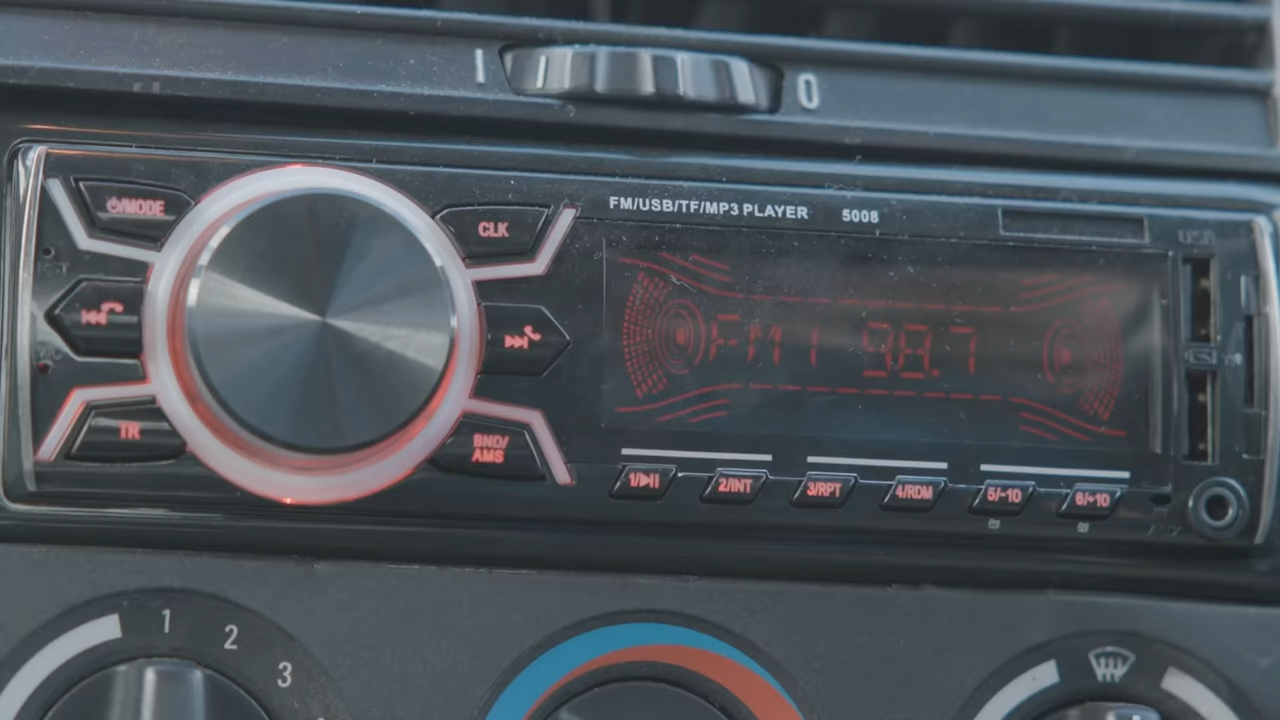 I 0
⏻/MODE
CLK
FM/USB/TF/MP3 PLAYER 5008
USB
FM1 98.7
TR
BND/
AMS
1/▶II
2/INT
3/RPT
4/RDM
5/-10
6/+10
1 2 3